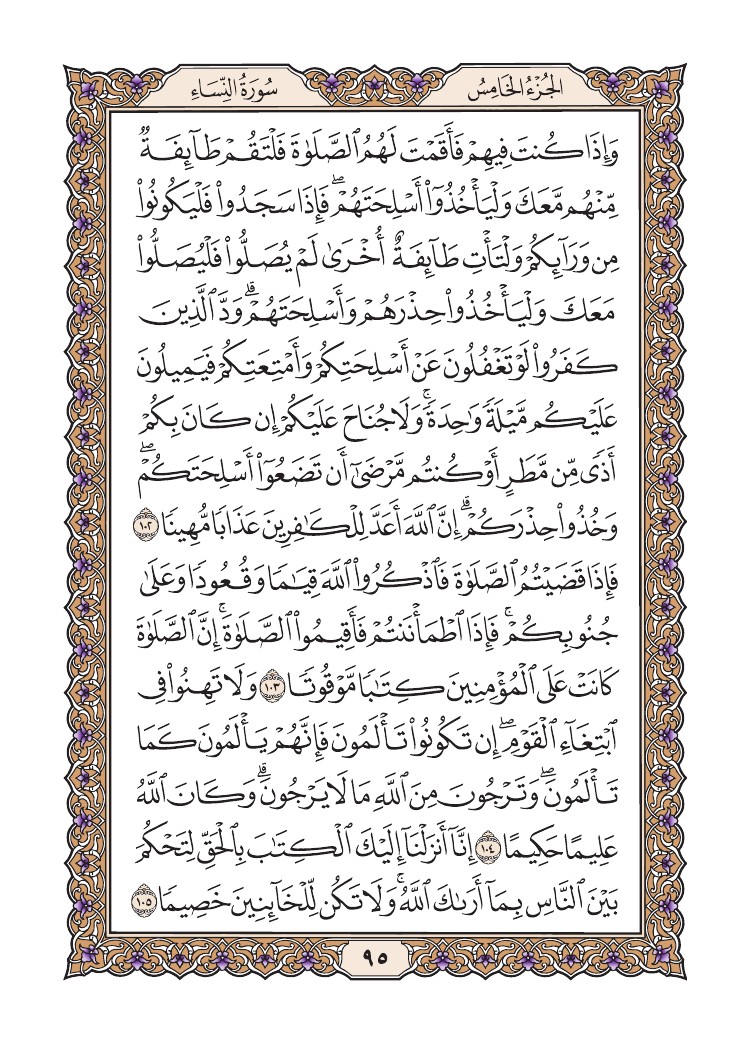 الجُزْءُ الخَامِسُ
سُورَةُ النِّسَاءِ
وَإِذَا كُنتَ فِيهِمْ فَأَقَمْتَ لَهُمُ ٱلصَّلَوٰةَ فَلْتَقُمْ طَآئِفَةٌ
مِّنْهُم مَّعَكَ وَلْيَأْخُذُوٓا۟ أَسْلِحَتَهُمْۖ فَإِذَا سَجَدُوا۟ فَلْيَكُونُوا۟
مِن وَرَآئِكُمْ وَلْتَأْتِ طَآئِفَةٌ أُخْرَىٰ لَمْ يُصَلُّوا۟ فَلْيُصَلُّوا۟
مَعَكَ وَلْيَأْخُذُوا۟ حِذْرَهُمْ وَأَسْلِحَتَهُمْۗ وَدَّ ٱلَّذِينَ
كَفَرُوا۟ لَوْ تَغْفُلُونَ عَنْ أَسْلِحَتِكُمْ وَأَمْتِعَتِكُمْ فَيَمِيلُونَ
عَلَيْكُم مَّيْلَةً وَٰحِدَةًۚ وَلَا جُنَاحَ عَلَيْكُمْ إِن كَانَ بِكُمْ
أَذًى مِّن مَّطَرٍ أَوْ كُنتُم مَّرْضَىٰٓ أَن تَضَعُوٓا۟ أَسْلِحَتَكُمْۖ
وَخُذُوا۟ حِذْرَكُمْۗ إِنَّ ٱللَّهَ أَعَدَّ لِلْكَٰفِرِينَ عَذَابًا مُّهِينًا ١٠٢
فَإِذَا قَضَيْتُمُ ٱلصَّلَوٰةَ فَٱذْكُرُوا۟ ٱللَّهَ قِيَٰمًا وَقُعُودًا وَعَلَىٰ
جُنُوبِكُمْۚ فَإِذَا ٱطْمَأْنَنتُمْ فَأَقِيمُوا۟ ٱلصَّلَوٰةَۚ إِنَّ ٱلصَّلَوٰةَ
كَانَتْ عَلَى ٱلْمُؤْمِنِينَ كِتَٰبًا مَّوْقُوتًا ١٠٣ وَلَا تَهِنُوا۟ فِى
ٱبْتِغَآءِ ٱلْقَوْمِۖ إِن تَكُونُوا۟ تَأْلَمُونَ فَإِنَّهُمْ يَأْلَمُونَ كَمَا
تَأْلَمُونَۖ وَتَرْجُونَ مِنَ ٱللَّهِ مَا لَا يَرْجُونَۗ وَكَانَ ٱللَّهُ
عَلِيمًا حَكِيمًا ١٠٤ إِنَّآ أَنزَلْنَآ إِلَيْكَ ٱلْكِتَٰبَ بِٱلْحَقِّ لِتَحْكُمَ
بَيْنَ ٱلنَّاسِ بِمَآ أَرَىٰكَ ٱللَّهُۚ وَلَا تَكُن لِّلْخَآئِنِينَ خَصِيمًا ١٠٥
٩٥